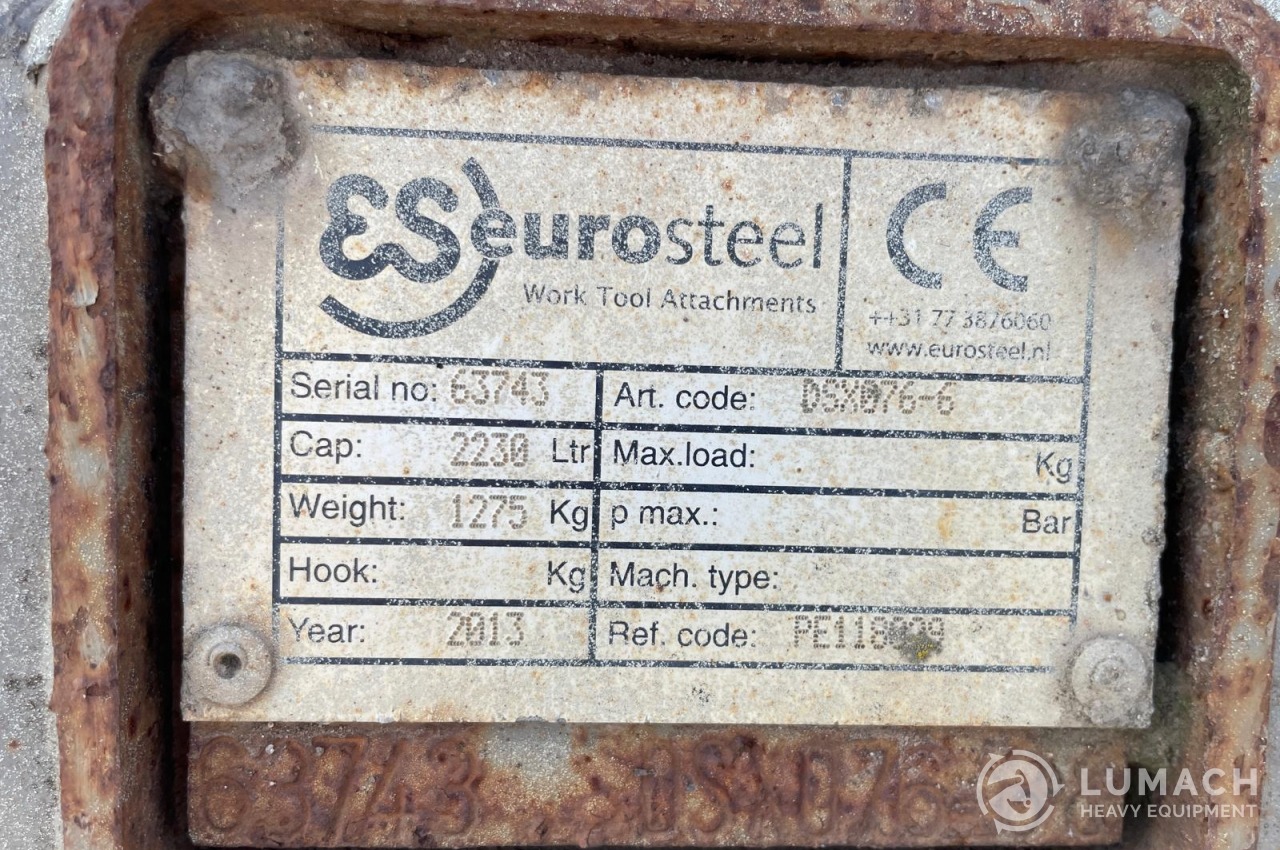 ES eurosteel
Work Tool Attachments
CE
++31 77 3876060
www.eurosteel.nl
Serial no: 63743 Art. code: DSX076-6
Cap: 2230 Ltr Max.load: Kg
Weight: 1275 Kg p max.: Bar
Hook: Kg Mach. type:
Year: 2013 Ref. code:
63743 DSX076
LUMACH
HEAVY EQUIPMENT